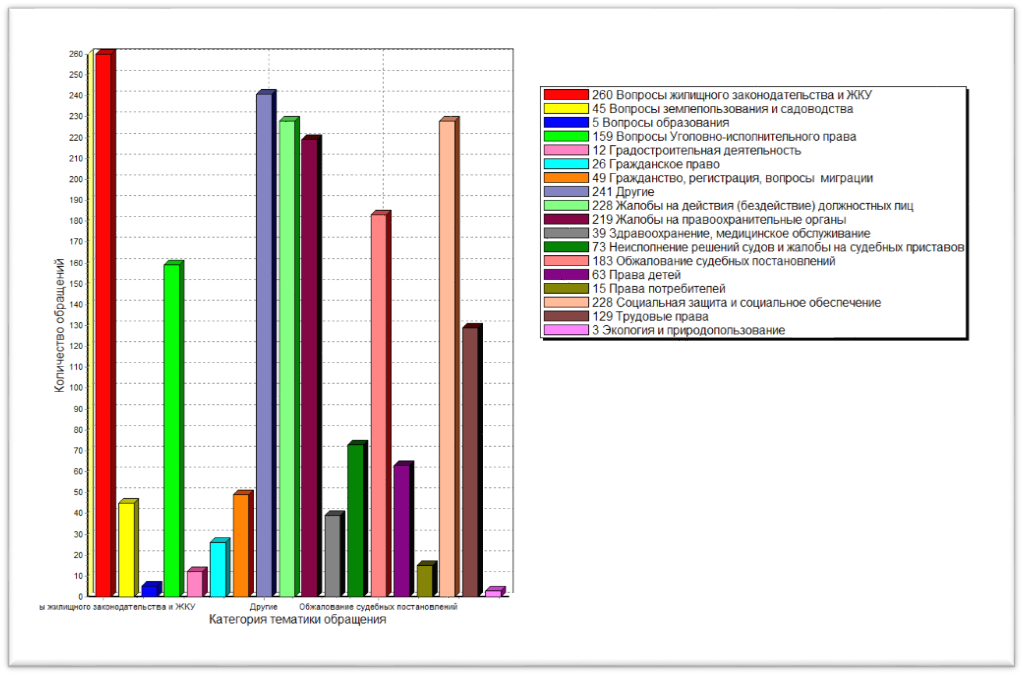 260
250
240
230
220
210
200
190
180
170
160
150
140
130
120
110
100
90
80
70
60
50
40
30
20
10
0
Количество обращений
ы жилищного законодательства и ЖКУ
Другие
Обжалование судебных постановлений
Категория тематики обращения
260 Вопросы жилищного законодательства и ЖКУ
45 Вопросы землепользования и садоводства
5 Вопросы образования
159 Вопросы Уголовно-исполнительного права
12 Градостроительная деятельность
26 Гражданское право
49 Гражданство, регистрация, вопросы миграции
241 Другие
228 Жалобы на действия (бездействие) должностных лиц
219 Жалобы на правоохранительные органы
39 Здравоохранение, медицинское обслуживание
73 Неисполнение решений судов и жалобы на судебных приставов
183 Обжалование судебных постановлений
63 Права детей
15 Права потребителей
228 Социальная защита и социальное обеспечение
129 Трудовые права
3 Экология и природопользование